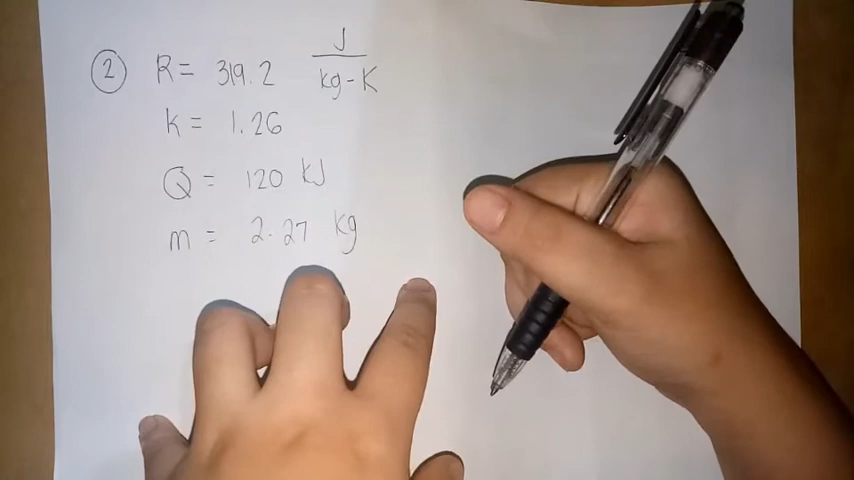 ② R = 319.2 J/kg-K
k = 1.26
Q = 120 kJ
m = 2.27 kg